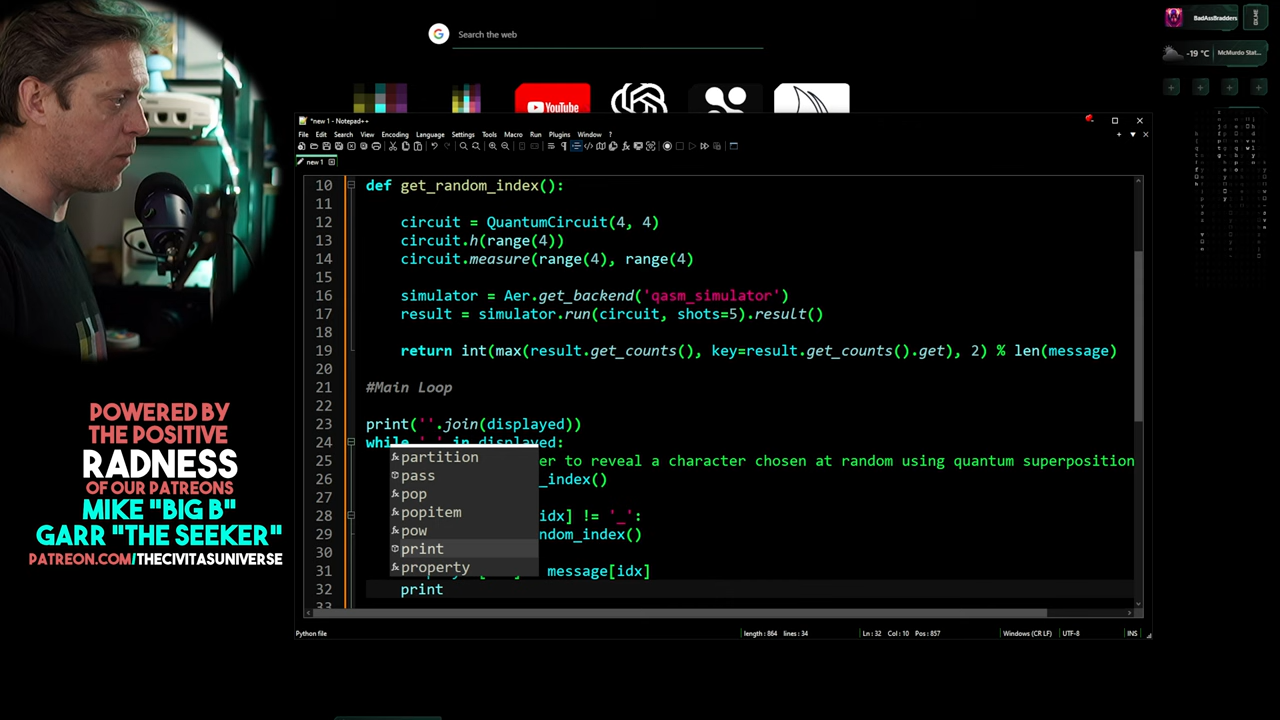 BadAssBradders
Search the web
-19 °C
McMurdo Stat...
YouTube
*new 1 - Notepad++
File Edit Search View Encoding Language Settings Tools Macro Run Plugins Window ?
new 1
10 def get_random_index():
11
12 circuit = QuantumCircuit(4, 4)
13 circuit.h(range(4))
14 circuit.measure(range(4), range(4)
15
16 simulator = Aer.get_backend('qasm_simulator')
17 result = simulator.run(circuit, shots=5).result()
18
19 return int(max(result.get_counts(), key=result.get_counts().get), 2) % len(message)
20
21 #Main Loop
22
23 print(''.join(displayed))
24 while '_' in displayed:
25 er to reveal a character chosen at random using quantum superposition
26 _index()
27
28 idx] != '_':
29 ndom_index()
30
31 message[idx]
32 print
33
partition
pass
pop
popitem
pow
print
property
Python file
length : 864 lines : 34
Ln : 32 Col : 10 Pos : 857
Windows (CR LF)
UTF-8
INS
POWERED BY
THE POSITIVE
RADNESS
OF OUR PATREONS
MIKE "BIG B"
GARR "THE SEEKER"
PATREON.COM/THECIVITASUNIVERSE